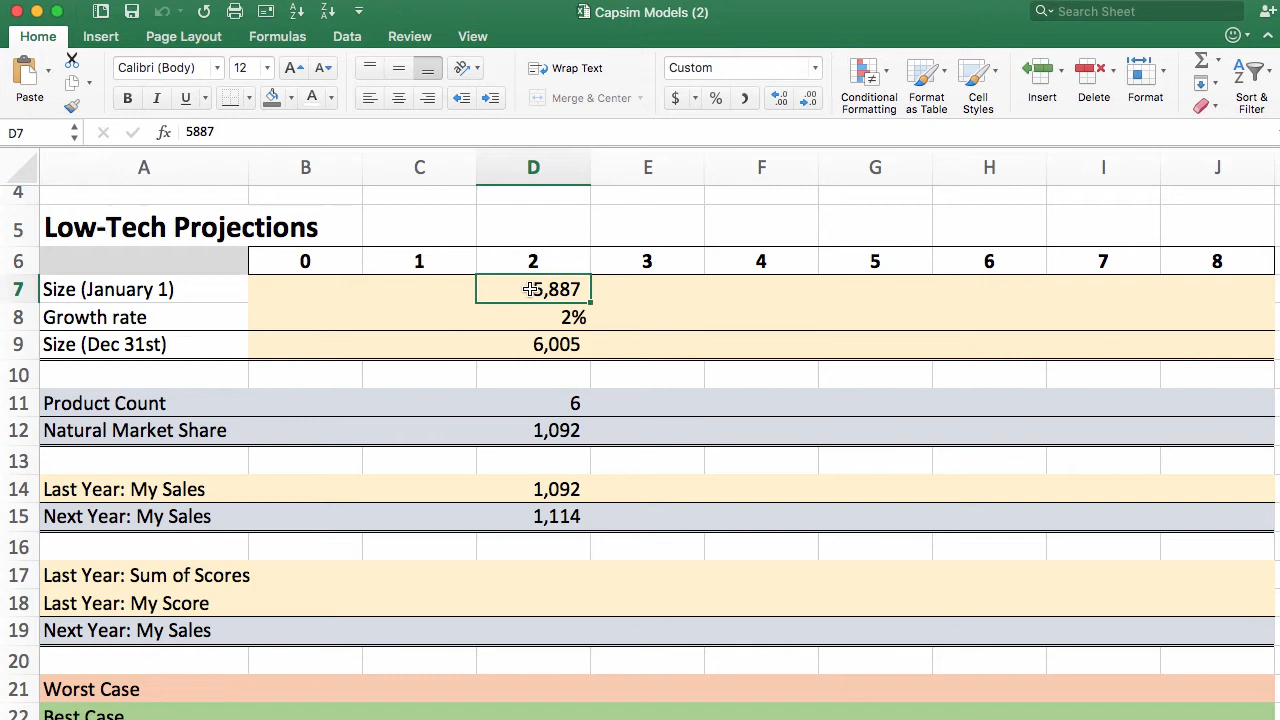 Capsim Models (2)
Search Sheet
Home Insert Page Layout Formulas Data Review View
Paste
Calibri (Body) 12
Wrap Text
Merge & Center
Custom
Conditional Formatting
Format as Table
Cell Styles
Insert
Delete
Format
Sort & Filter
D7 fx 5887
A B C D E F G H I J
4
5 Low-Tech Projections
6 0 1 2 3 4 5 6 7 8
7 Size (January 1) 5,887
8 Growth rate 2%
9 Size (Dec 31st) 6,005
10
11 Product Count 6
12 Natural Market Share 1,092
13
14 Last Year: My Sales 1,092
15 Next Year: My Sales 1,114
16
17 Last Year: Sum of Scores
18 Last Year: My Score
19 Next Year: My Sales
20
21 Worst Case
22 Best Case